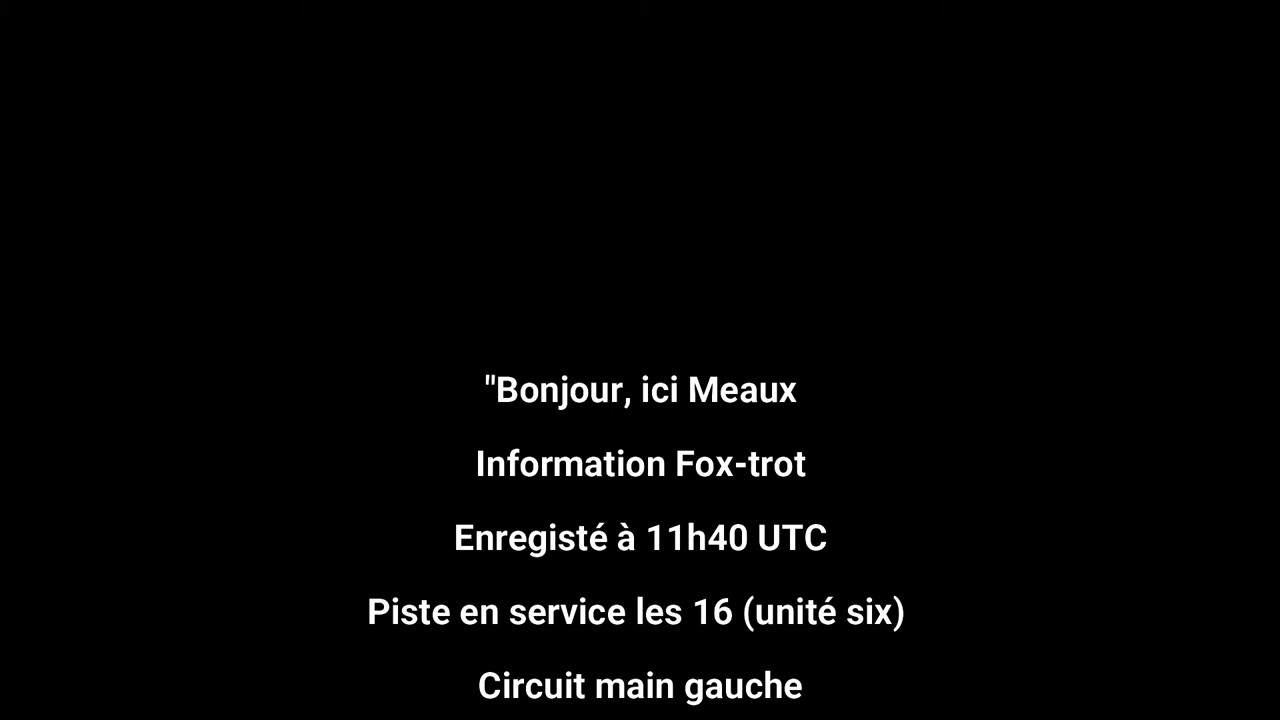 "Bonjour, ici Meaux
Information Fox-trot
Enregisté à 11h40 UTC
Piste en service les 16 (unité six)
Circuit main gauche